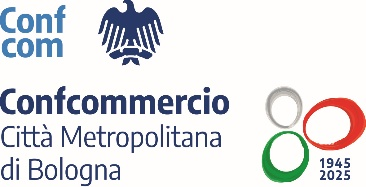 Conf
com
Confcommercio
Città Metropolitana
di Bologna
1945
2025